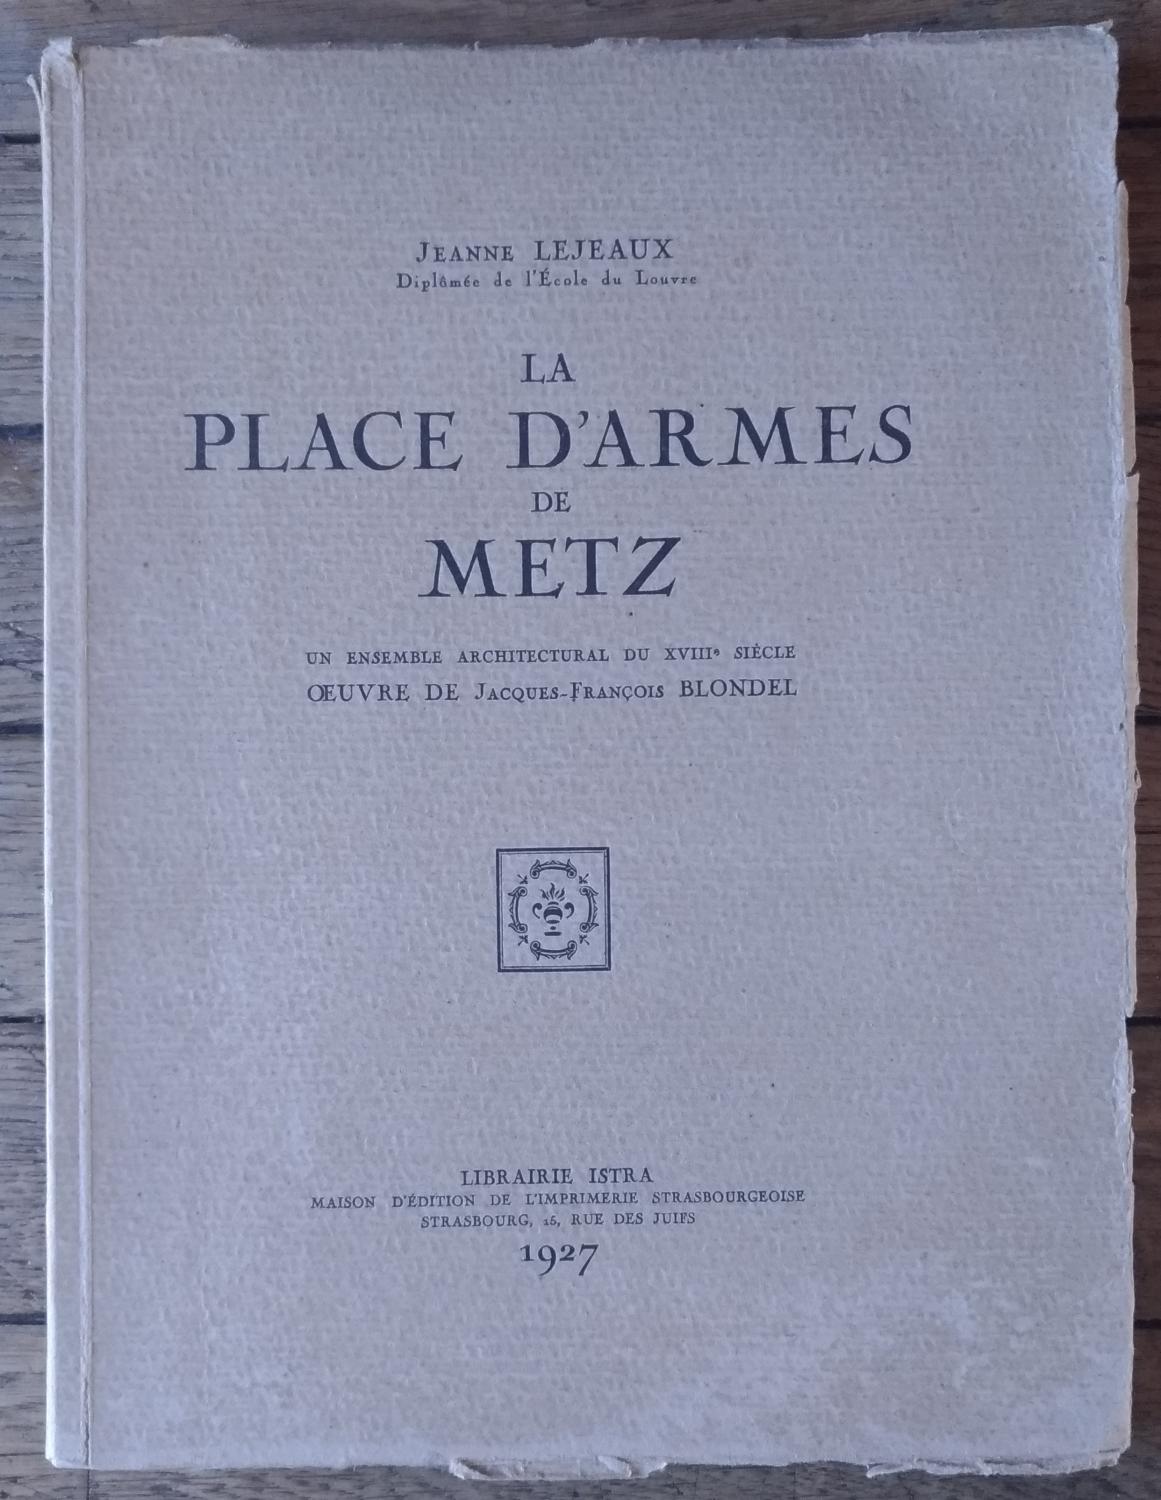 JEANNE LEJEAUX
Diplômée de l'École du Louvre
LA
PLACE D'ARMES
DE
METZ
UN ENSEMBLE ARCHITECTURAL DU XVIIIe SIÈCLE
ŒUVRE DE JACQUES-FRANÇOIS BLONDEL
LIBRAIRIE ISTRA
MAISON D'ÉDITION DE L'IMPRIMERIE STRASBOURGEOISE
STRASBOURG, 15, RUE DES JUIFS
1927